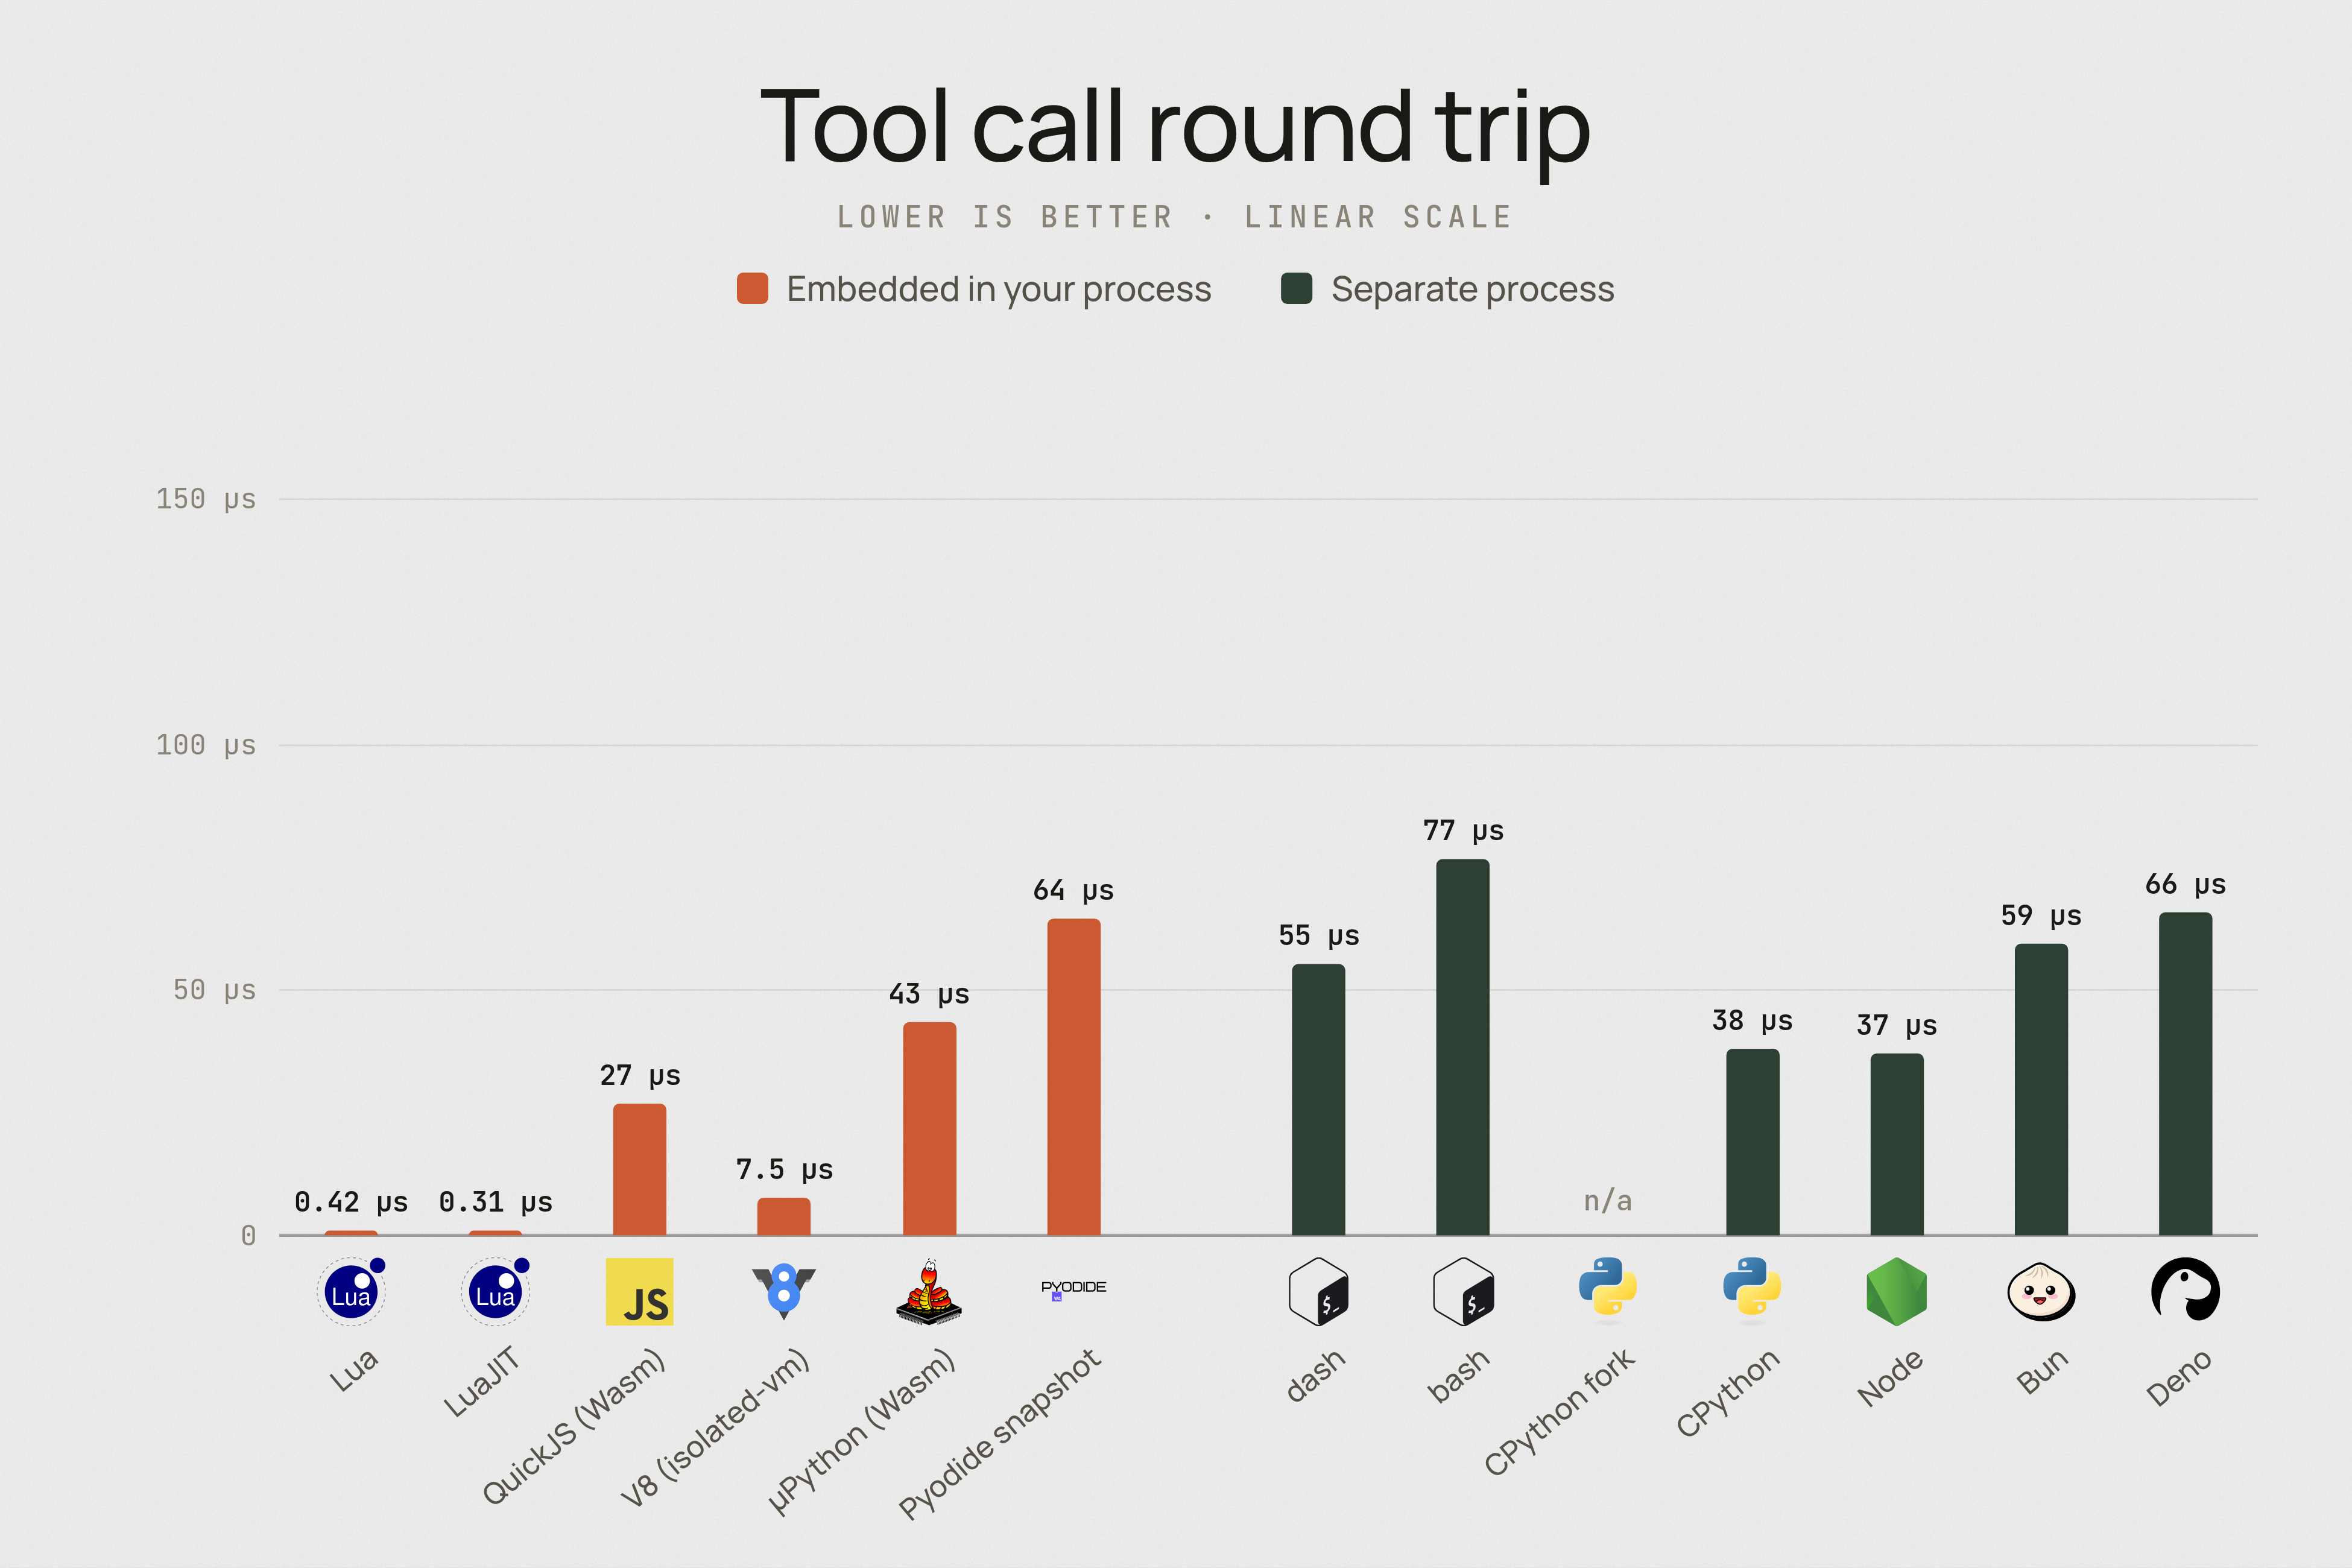 Tool call round trip
LOWER IS BETTER · LINEAR SCALE
Embedded in your process
Separate process
150 µs
100 µs
50 µs
0
0.42 µs
0.31 µs
27 µs
7.5 µs
43 µs
64 µs
55 µs
77 µs
n/a
38 µs
37 µs
59 µs
66 µs
Lua
Lua
JS
8
PYODIDE
$_
$_
Lua
LuaJIT
QuickJS (Wasm)
V8 (isolated-vm)
µPython (Wasm)
Pyodide snapshot
dash
bash
CPython fork
CPython
Node
Bun
Deno